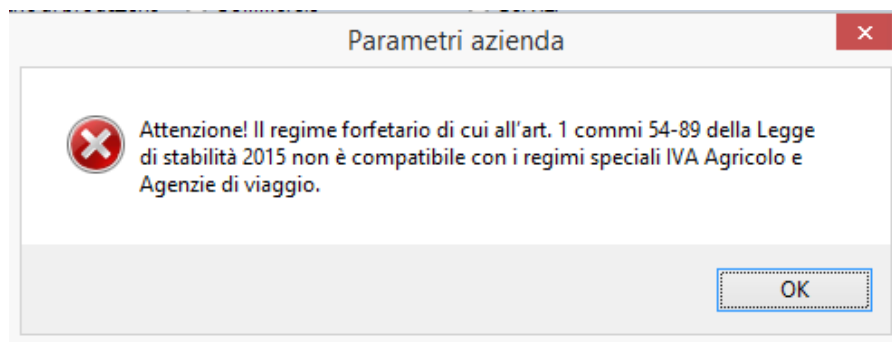 Parametri azienda
Attenzione! Il regime forfetario di cui all'art. 1 commi 54-89 della Legge
di stabilità 2015 non è compatibile con i regimi speciali IVA Agricolo e
Agenzie di viaggio.
OK